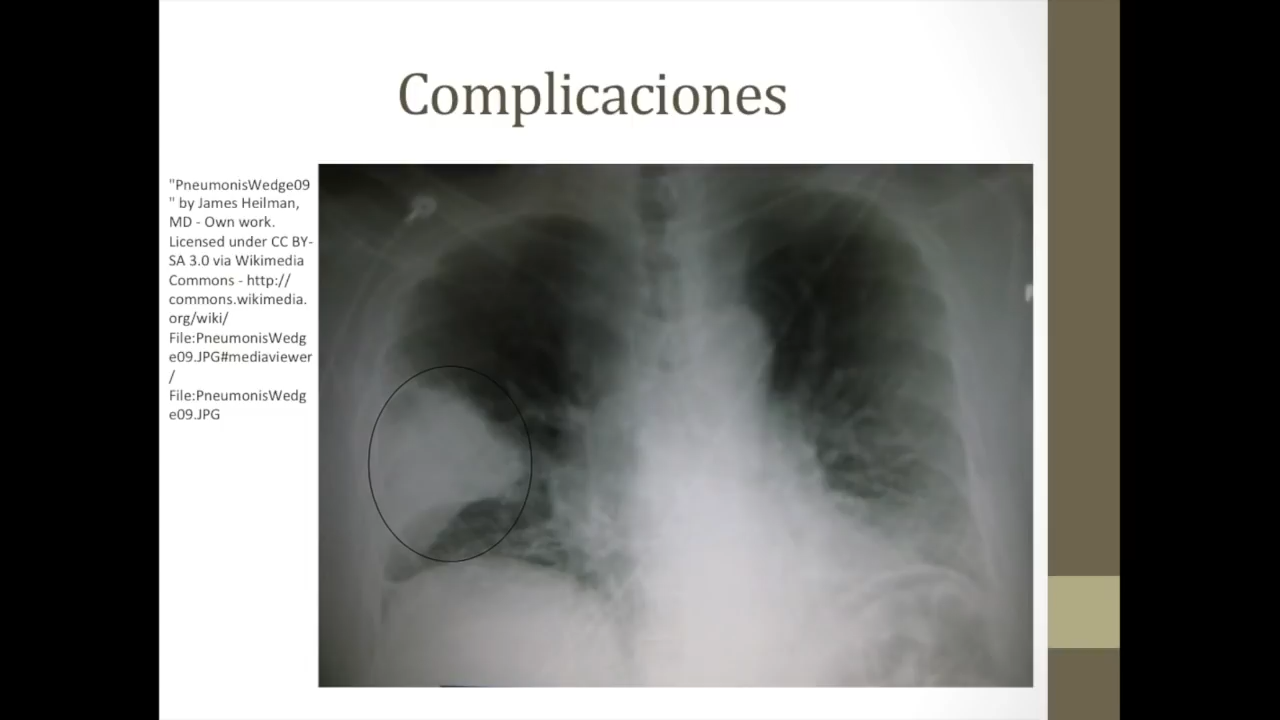 Complicaciones
"PneumonisWedge09
" by James Heilman,
MD - Own work.
Licensed under CC BY-
SA 3.0 via Wikimedia
Commons - http://
commons.wikimedia.
org/wiki/
File:PneumonisWedg
e09.JPG#mediaviewer
/
File:PneumonisWedg
e09.JPG